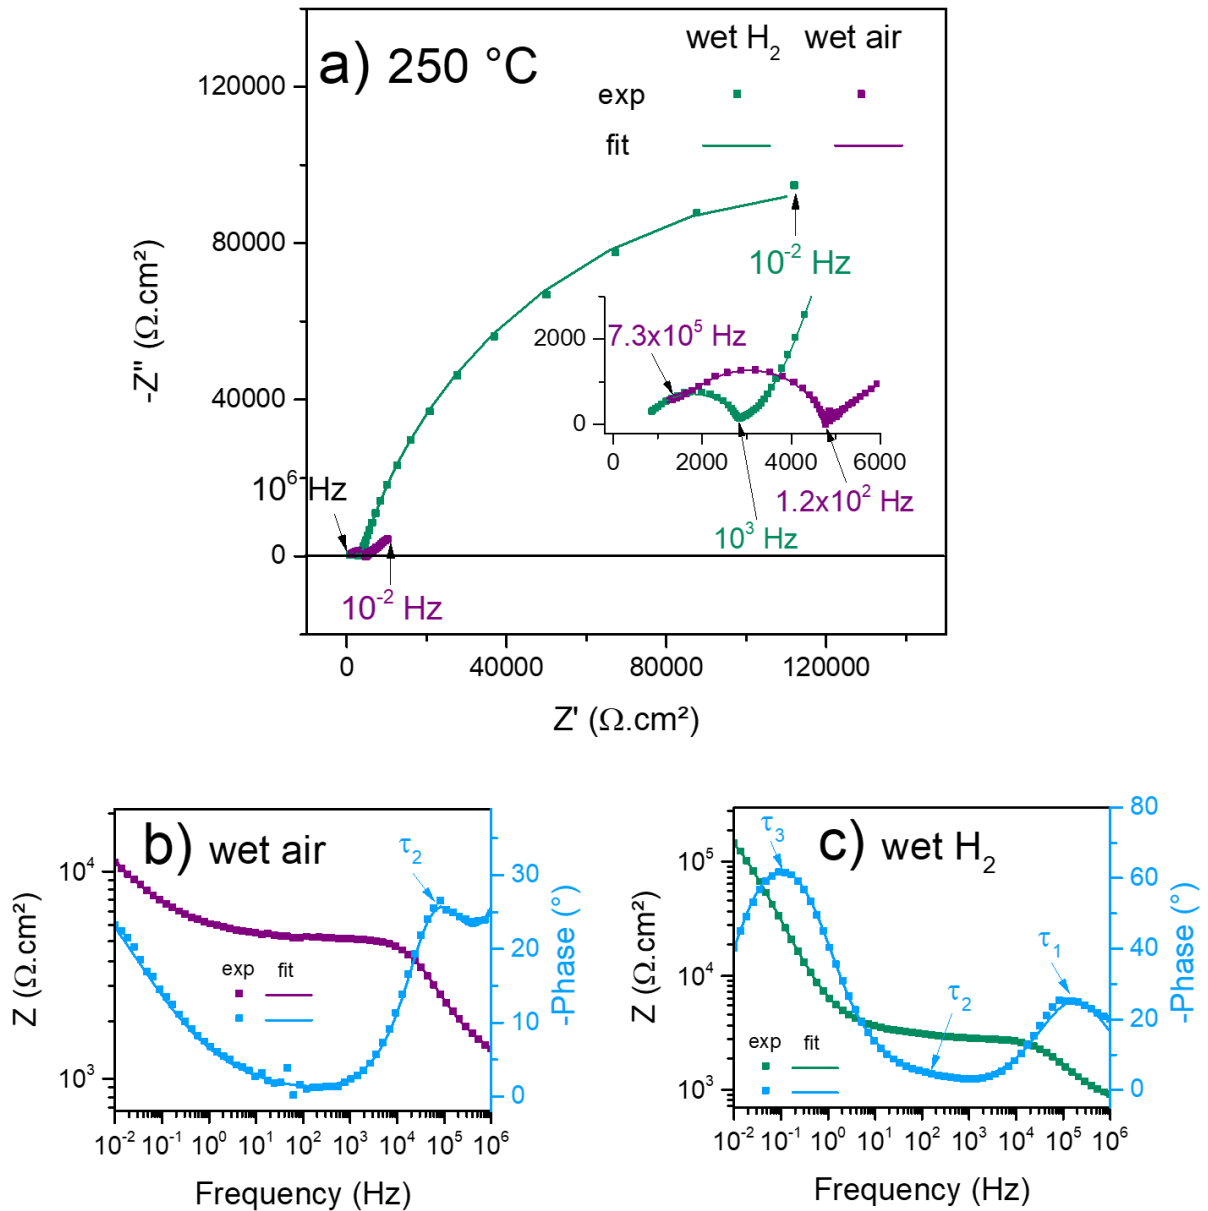 a) 250 °C
wet H₂ wet air
exp
fit
120000
80000
40000
0
-Z'' (Ω.cm²)
10⁻² Hz
7.3x10⁵ Hz
2000
0
0 2000 4000 6000
1.2x10² Hz
10³ Hz
10⁶ Hz
10⁻² Hz
0 40000 80000 120000
Z' (Ω.cm²)
b) wet air
τ₂
10⁴
10³
Z (Ω.cm²)
30
20
10
0
-Phase (°)
exp fit
10⁻² 10⁻¹ 10⁰ 10¹ 10² 10³ 10⁴ 10⁵ 10⁶
Frequency (Hz)
c) wet H₂
τ₃
τ₂
τ₁
10⁵
10⁴
10³
Z (Ω.cm²)
80
60
40
20
0
-Phase (°)
exp fit
10⁻² 10⁻¹ 10⁰ 10¹ 10² 10³ 10⁴ 10⁵ 10⁶
Frequency (Hz)